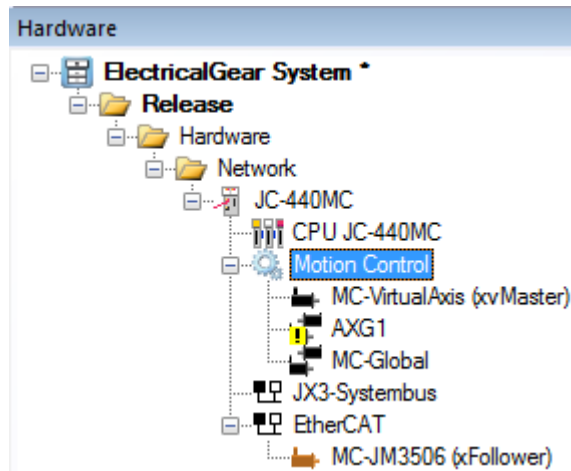 Hardware
ElectricalGear System *
Release
Hardware
Network
JC-440MC
CPU JC-440MC
Motion Control
MC-VirtualAxis (xvMaster)
AXG1
MC-Global
JX3-Systembus
EtherCAT
MC-JM3506 (xFollower)